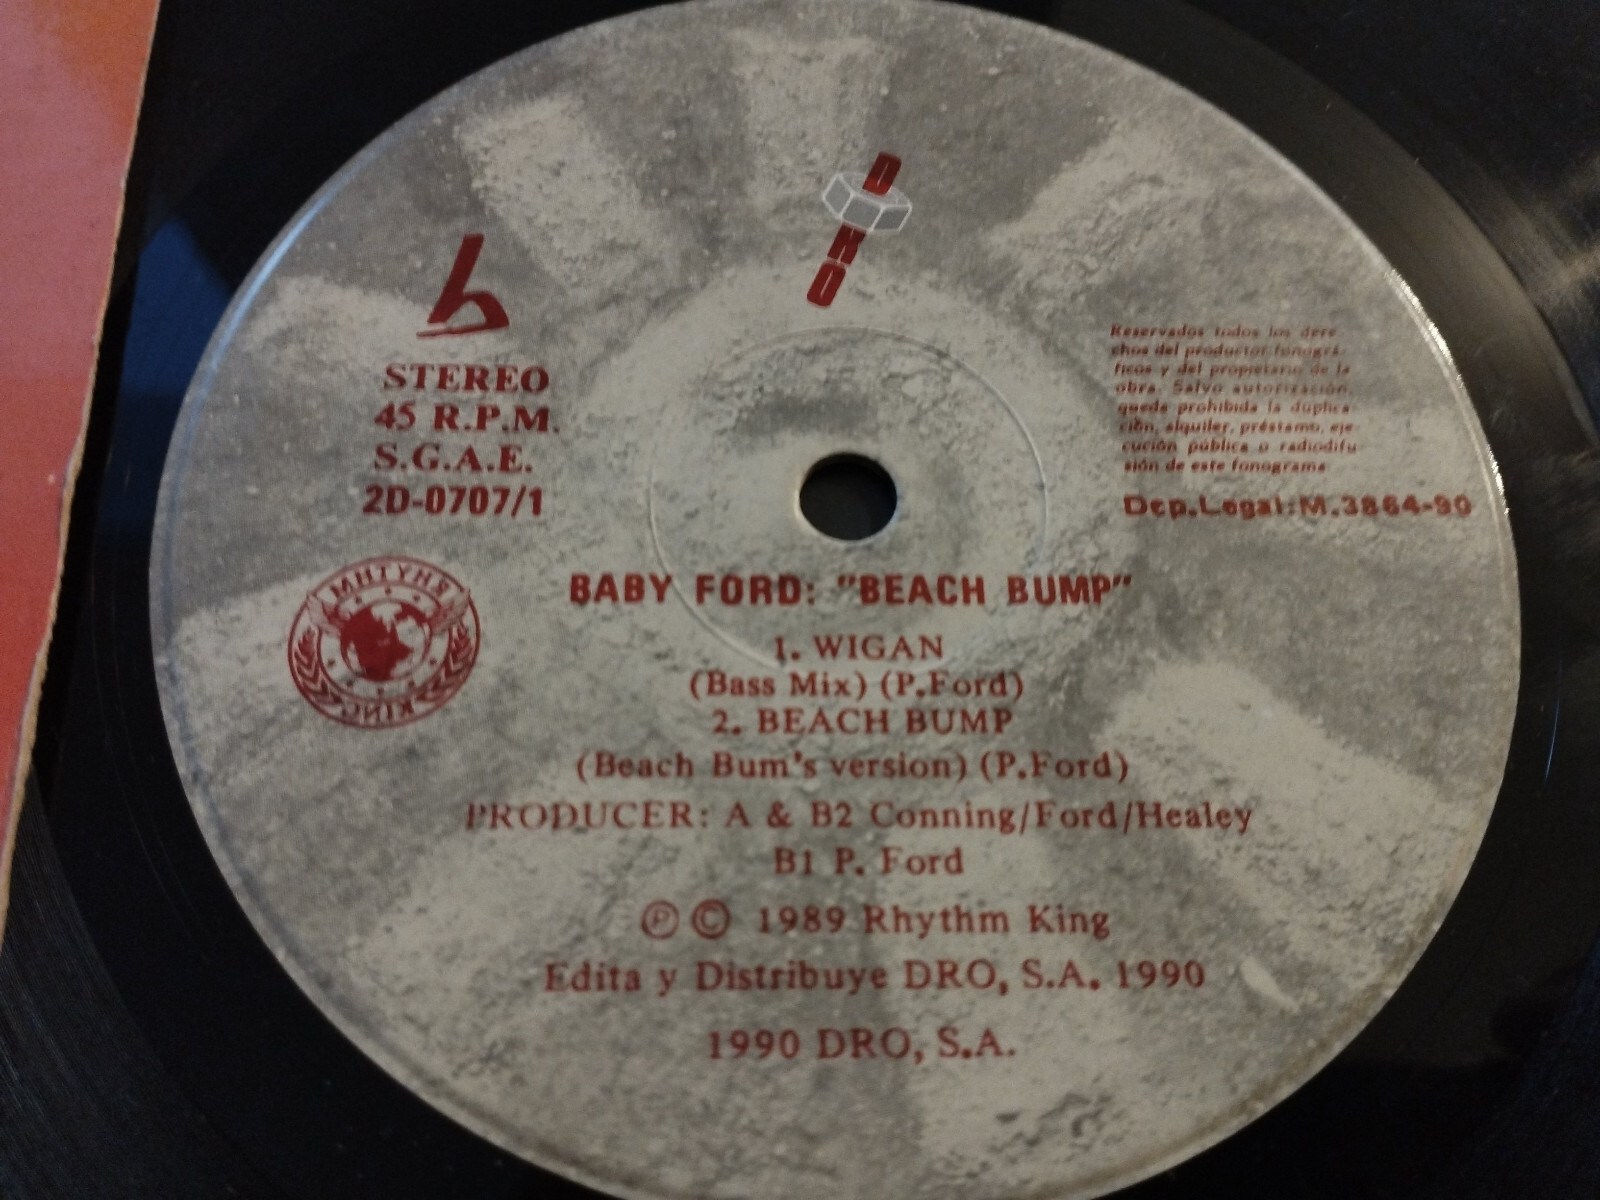 DRO
b
STEREO
45 R.P.M.
S.G.A.E.
2D-0707/1
Reservados todos los dere-
chos del productor fonográ-
ficos y del propietario de la
obra. Salvo autorización,
queda prohibida la duplica-
ción, alquiler, préstamo, eje-
cución pública o radiodifu-
sión de este fonograma
Dep.Legal:M.3864-90
RHYTHM
KING
BABY FORD: "BEACH BUMP"
1. WIGAN
(Bass Mix) (P.Ford)
2. BEACH BUMP
(Beach Bum's version) (P.Ford)
PRODUCER: A & B2 Conning/Ford/Healey
B1 P. Ford
℗ © 1989 Rhythm King
Edita y Distribuye DRO, S.A. 1990
1990 DRO, S.A.